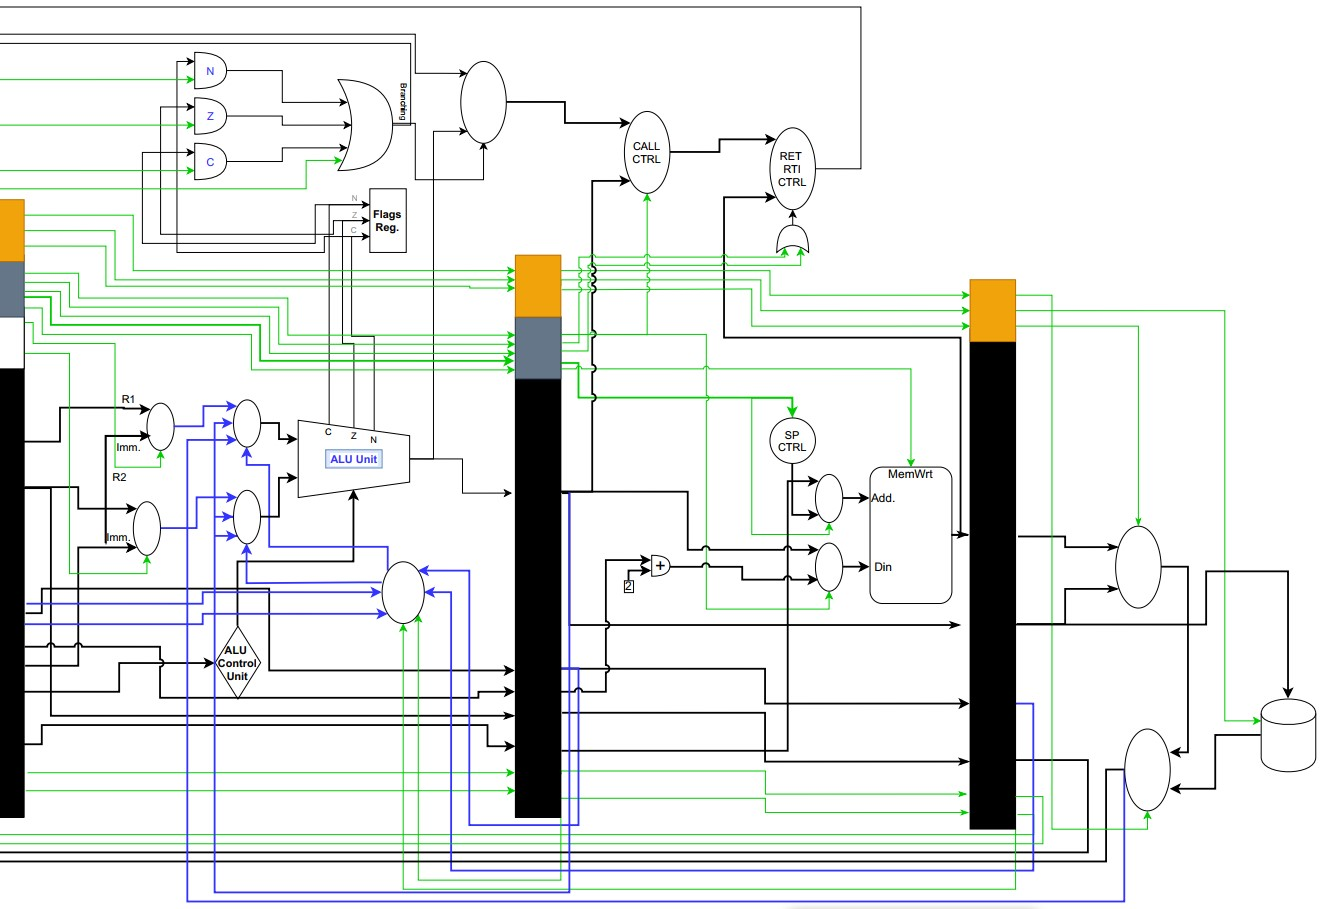 N
Z
C
Branching
CALL
CTRL
RET
RTI
CTRL
N
Z
C
Flags
Reg.
R1
Imm.
R2
Imm.
C
Z
N
ALU Unit
SP
CTRL
MemWrt
Add.
Din
+
2
ALU
Control
Unit